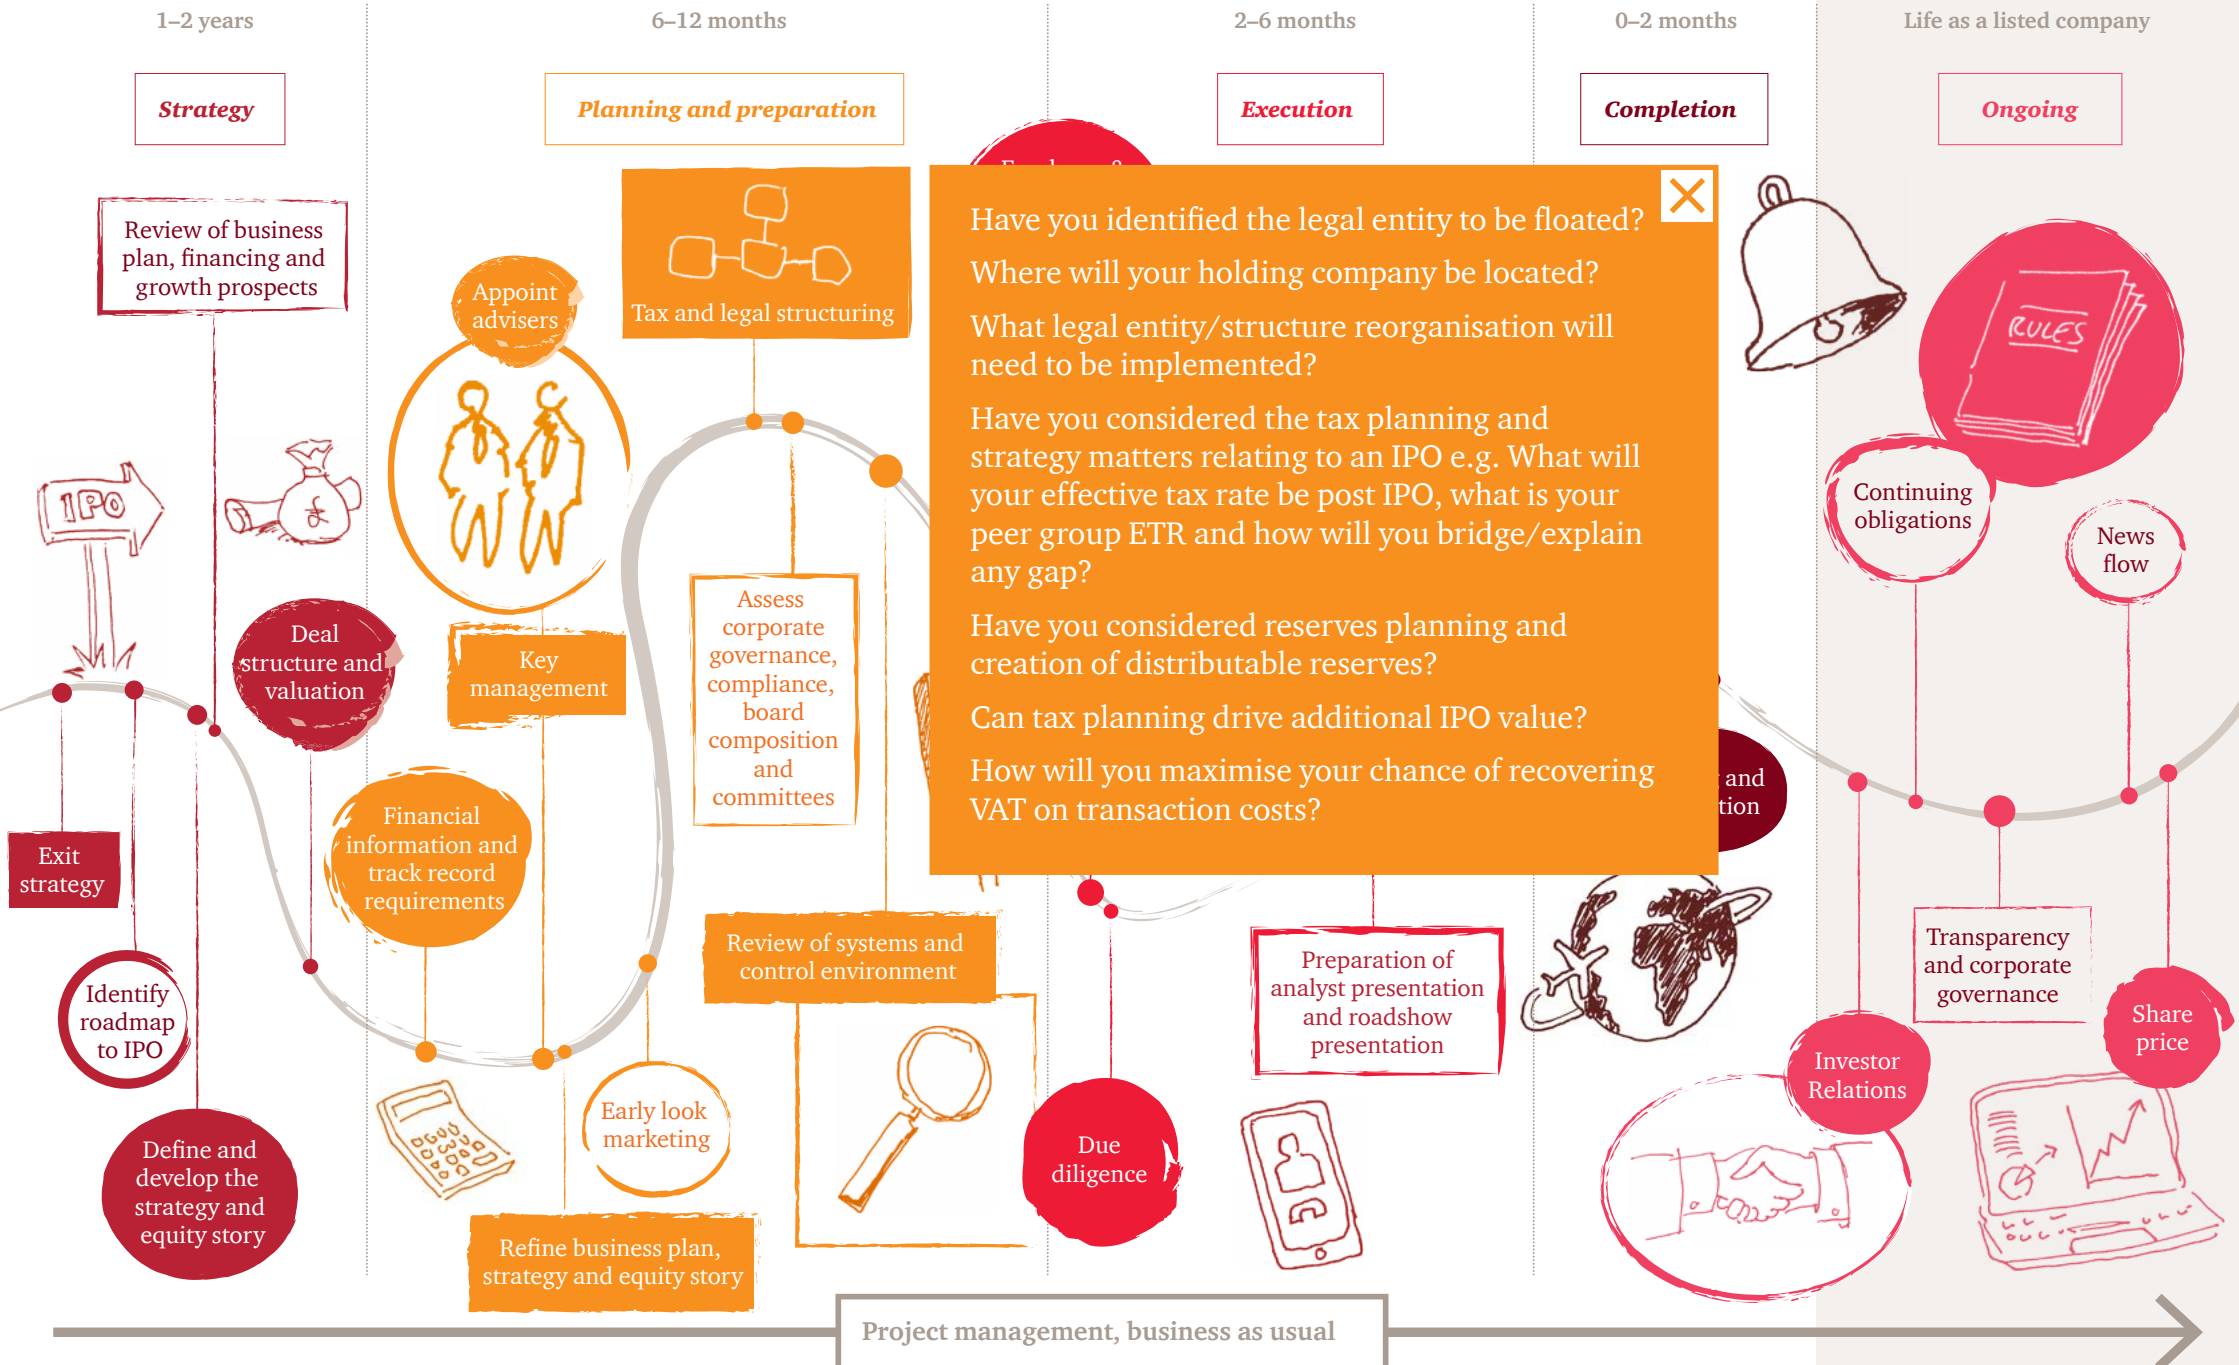 1–2 years
6–12 months
2–6 months
0–2 months
Life as a listed company
Strategy
Planning and preparation
Execution
Completion
Ongoing
Review of business
plan, financing and
growth prospects
IPO
Deal
structure and
valuation
Exit
strategy
Identify
roadmap
to IPO
Define and
develop the
strategy and
equity story
Appoint
advisers
Tax and legal structuring
Key
management
Financial
information and
track record
requirements
Assess
corporate
governance,
compliance,
board
composition
and
committees
Review of systems and
control environment
Early look
marketing
Refine business plan,
strategy and equity story
Have you identified the legal entity to be floated?
Where will your holding company be located?
What legal entity/structure reorganisation will
need to be implemented?
Have you considered the tax planning and
strategy matters relating to an IPO e.g. What will
your effective tax rate be post IPO, what is your
peer group ETR and how will you bridge/explain
any gap?
Have you considered reserves planning and
creation of distributable reserves?
Can tax planning drive additional IPO value?
How will you maximise your chance of recovering
VAT on transaction costs?
Due
diligence
Preparation of
analyst presentation
and roadshow
presentation
and
RULES
Continuing
obligations
News
flow
Transparency
and corporate
governance
Share
price
Investor
Relations
Project management, business as usual